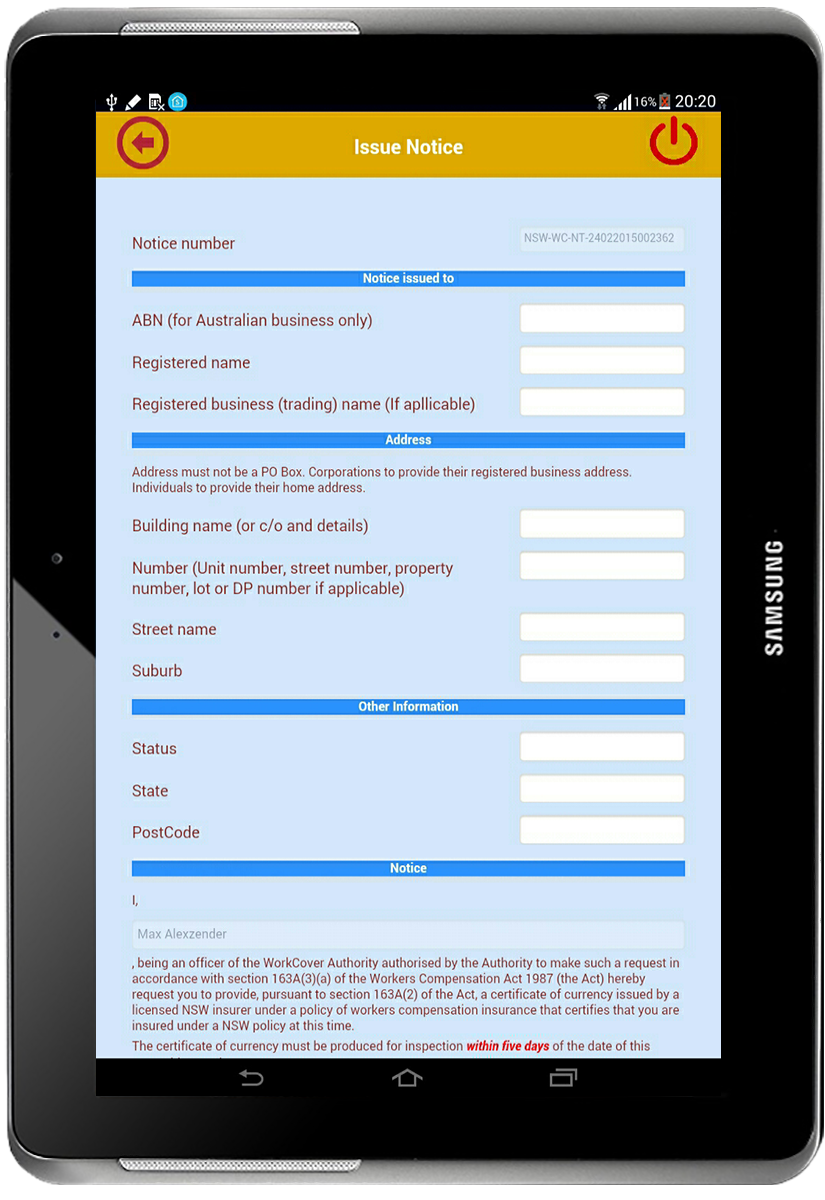 16% 20:20
Issue Notice
Notice number
NSW-WC-NT-24022015002362
Notice issued to
ABN (for Australian business only)
Registered name
Registered business (trading) name (If apllicable)
Address
Address must not be a PO Box. Corporations to provide their registered business address.
Individuals to provide their home address.
Building name (or c/o and details)
Number (Unit number, street number, property
number, lot or DP number if applicable)
Street name
Suburb
Other Information
Status
State
PostCode
Notice
I,
Max Alexzender
, being an officer of the WorkCover Authority authorised by the Authority to make such a request in
accordance with section 163A(3)(a) of the Workers Compensation Act 1987 (the Act) hereby
request you to provide, pursuant to section 163A(2) of the Act, a certificate of currency issued by a
licensed NSW insurer under a policy of workers compensation insurance that certifies that you are
insured under a NSW policy at this time.
The certificate of currency must be produced for inspection within five days of the date of this
SAMSUNG